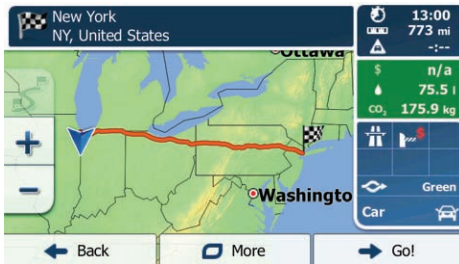 New York
NY, United States
13:00
773 mi
-:--
$ n/a
75.5 l
CO₂ 175.9 kg
Ottawa
Washingto
$
Green
Car
+
−
Back
More
Go!